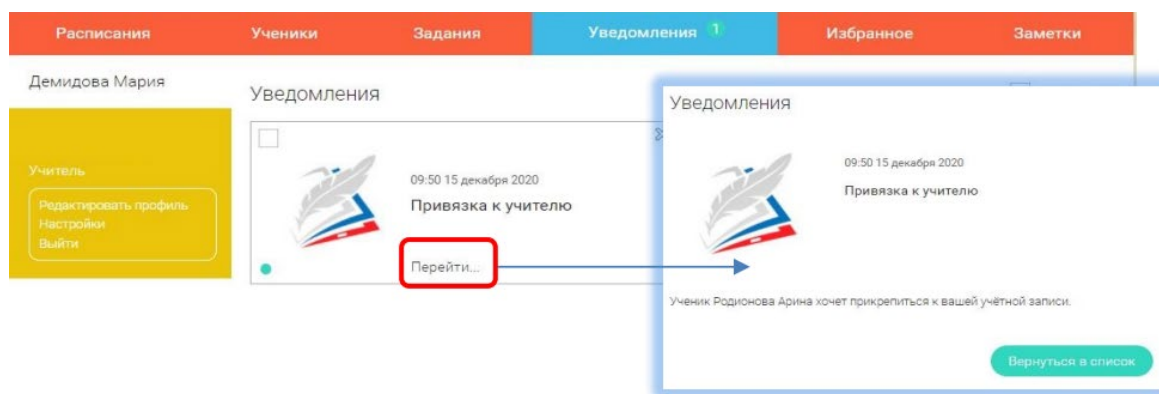 Расписания
Ученики
Задания
Уведомления 1
Избранное
Заметки
Демидова Мария
Учитель
Редактировать профиль
Настройки
Выйти
Уведомления
09:50 15 декабря 2020
Привязка к учителю
Перейти...
Уведомления
09:50 15 декабря 2020
Привязка к учителю
Ученик Родионова Арина хочет прикрепиться к вашей учётной записи.
Вернуться в список